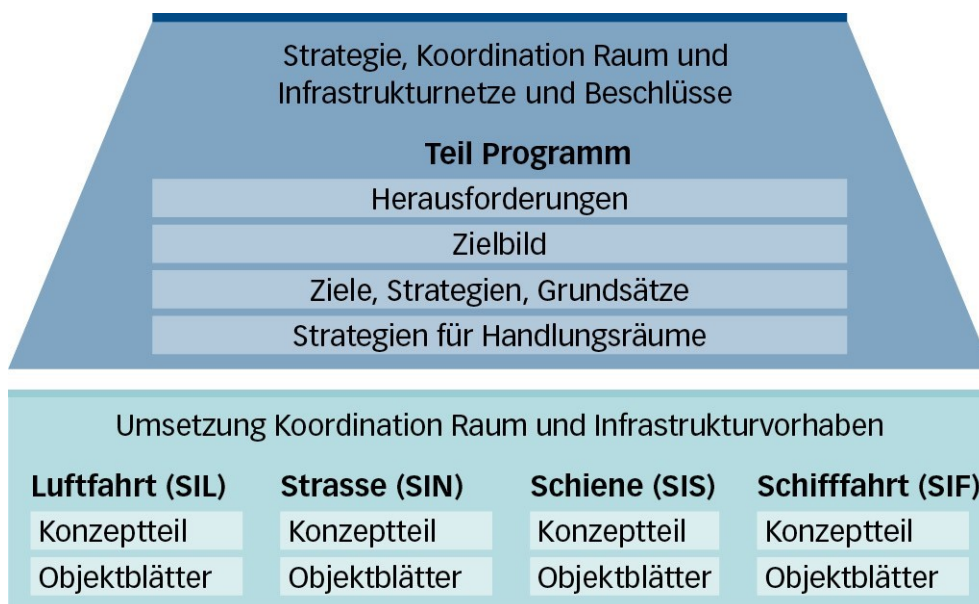 Strategie, Koordination Raum und
Infrastrukturnetze und Beschlüsse
Teil Programm
Herausforderungen
Zielbild
Ziele, Strategien, Grundsätze
Strategien für Handlungsräume
Umsetzung Koordination Raum und Infrastrukturvorhaben
Luftfahrt (SIL) Strasse (SIN) Schiene (SIS) Schifffahrt (SIF)
Konzeptteil Konzeptteil Konzeptteil Konzeptteil
Objektblätter Objektblätter Objektblätter Objektblätter